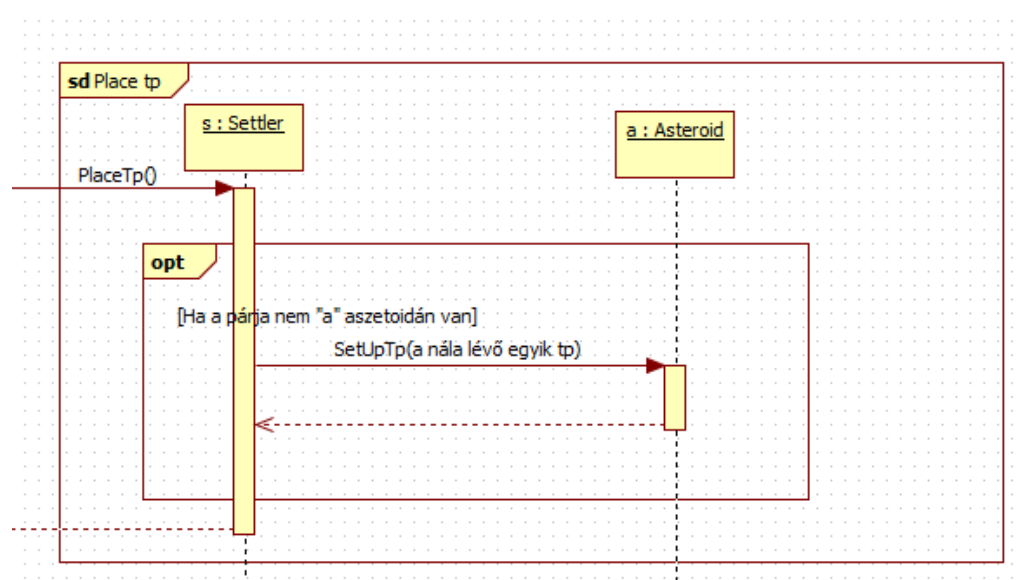 sd Place tp
s : Settler
a : Asteroid
PlaceTp()
opt
[Ha a párja nem "a" aszetoidán van]
SetUpTp(a nála lévő egyik tp)